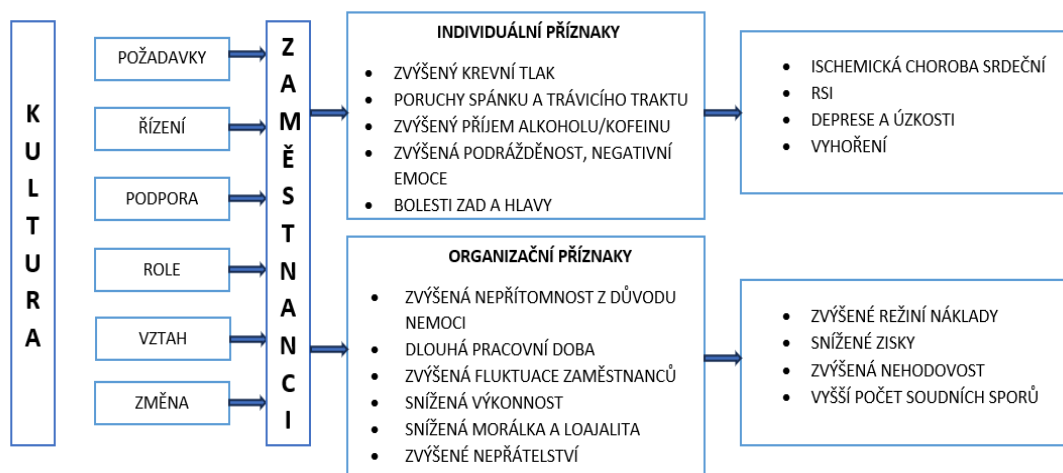 KULTURA
POŽADAVKY
ŘÍZENÍ
PODPORA
ROLE
VZTAH
ZMĚNA
ZAMĚSTNANCI
INDIVIDUÁLNÍ PŘÍZNAKY
• ZVÝŠENÝ KREVNÍ TLAK
• PORUCHY SPÁNKU A TRÁVICÍHO TRAKTU
• ZVÝŠENÝ PŘÍJEM ALKOHOLU/KOFEINU
• ZVÝŠENÁ PODRÁŽDĚNOST, NEGATIVNÍ
EMOCE
• BOLESTI ZAD A HLAVY
• ISCHEMICKÁ CHOROBA SRDEČNÍ
• RSI
• DEPRESE A ÚZKOSTI
• VYHOŘENÍ
ORGANIZAČNÍ PŘÍZNAKY
• ZVÝŠENÁ NEPŘÍTOMNOST Z DŮVODU
NEMOCI
• DLOUHÁ PRACOVNÍ DOBA
• ZVÝŠENÁ FLUKTUACE ZAMĚSTNANCŮ
• SNÍŽENÁ VÝKONNOST
• SNÍŽENÁ MORÁLKA A LOAJALITA
• ZVÝŠENÉ NEPŘÁTELSTVÍ
• ZVÝŠENÉ REŽINÍ NÁKLADY
• SNÍŽENÉ ZISKY
• ZVÝŠENÁ NEHODOVOST
• VYŠŠÍ POČET SOUDNÍCH SPORŮ